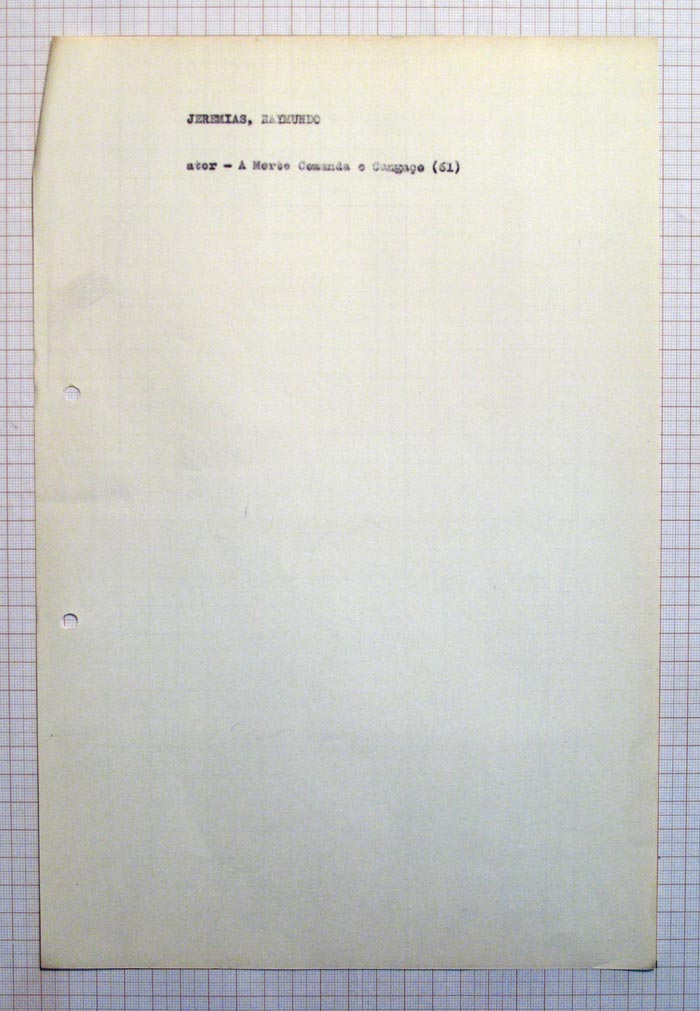 JEREMIAS, RAYMUNDO
ator - A Morte Comanda o Cangaço (61)